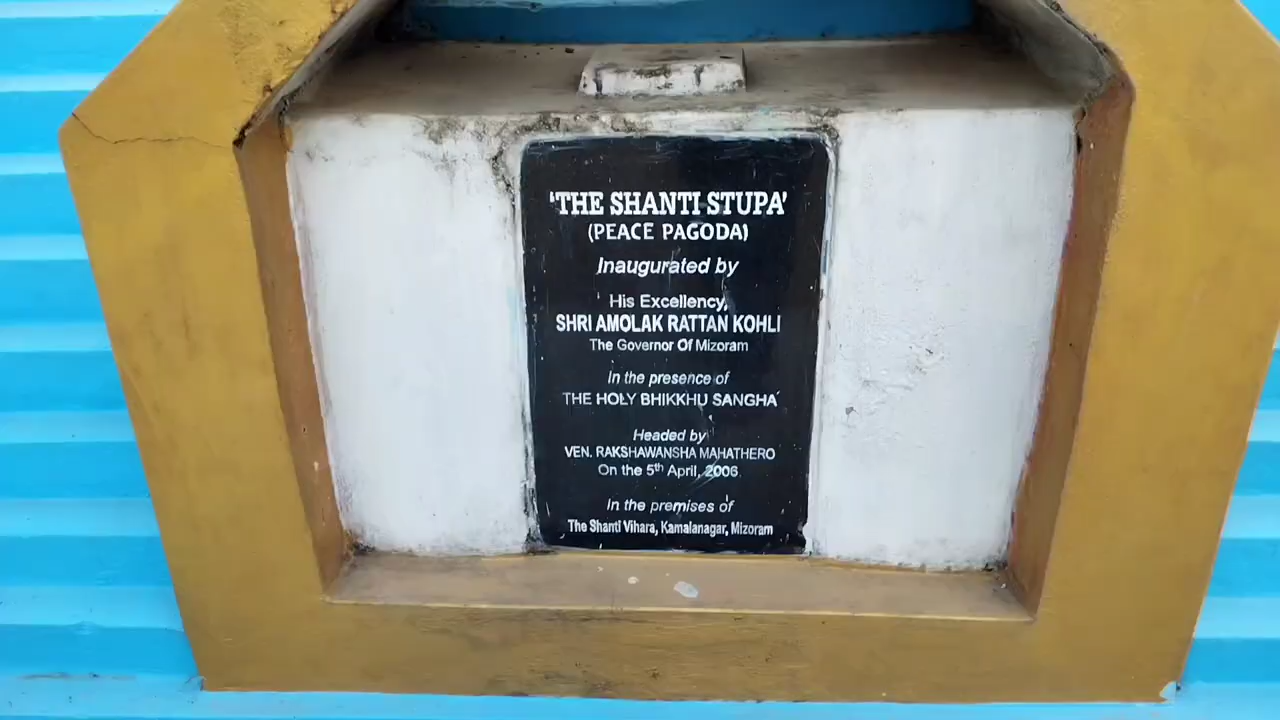 'THE SHANTI STUPA'
(PEACE PAGODA)
Inaugurated by
His Excellency,
SHRI AMOLAK RATTAN KOHLI
The Governor Of Mizoram
In the presence of
THE HOLY BHIKKHU SANGHA
Headed by
VEN. RAKSHAWANSHA MAHATHERO
On the 5th April, 2006
In the premises of
The Shanti Vihara, Kamalanagar, Mizoram